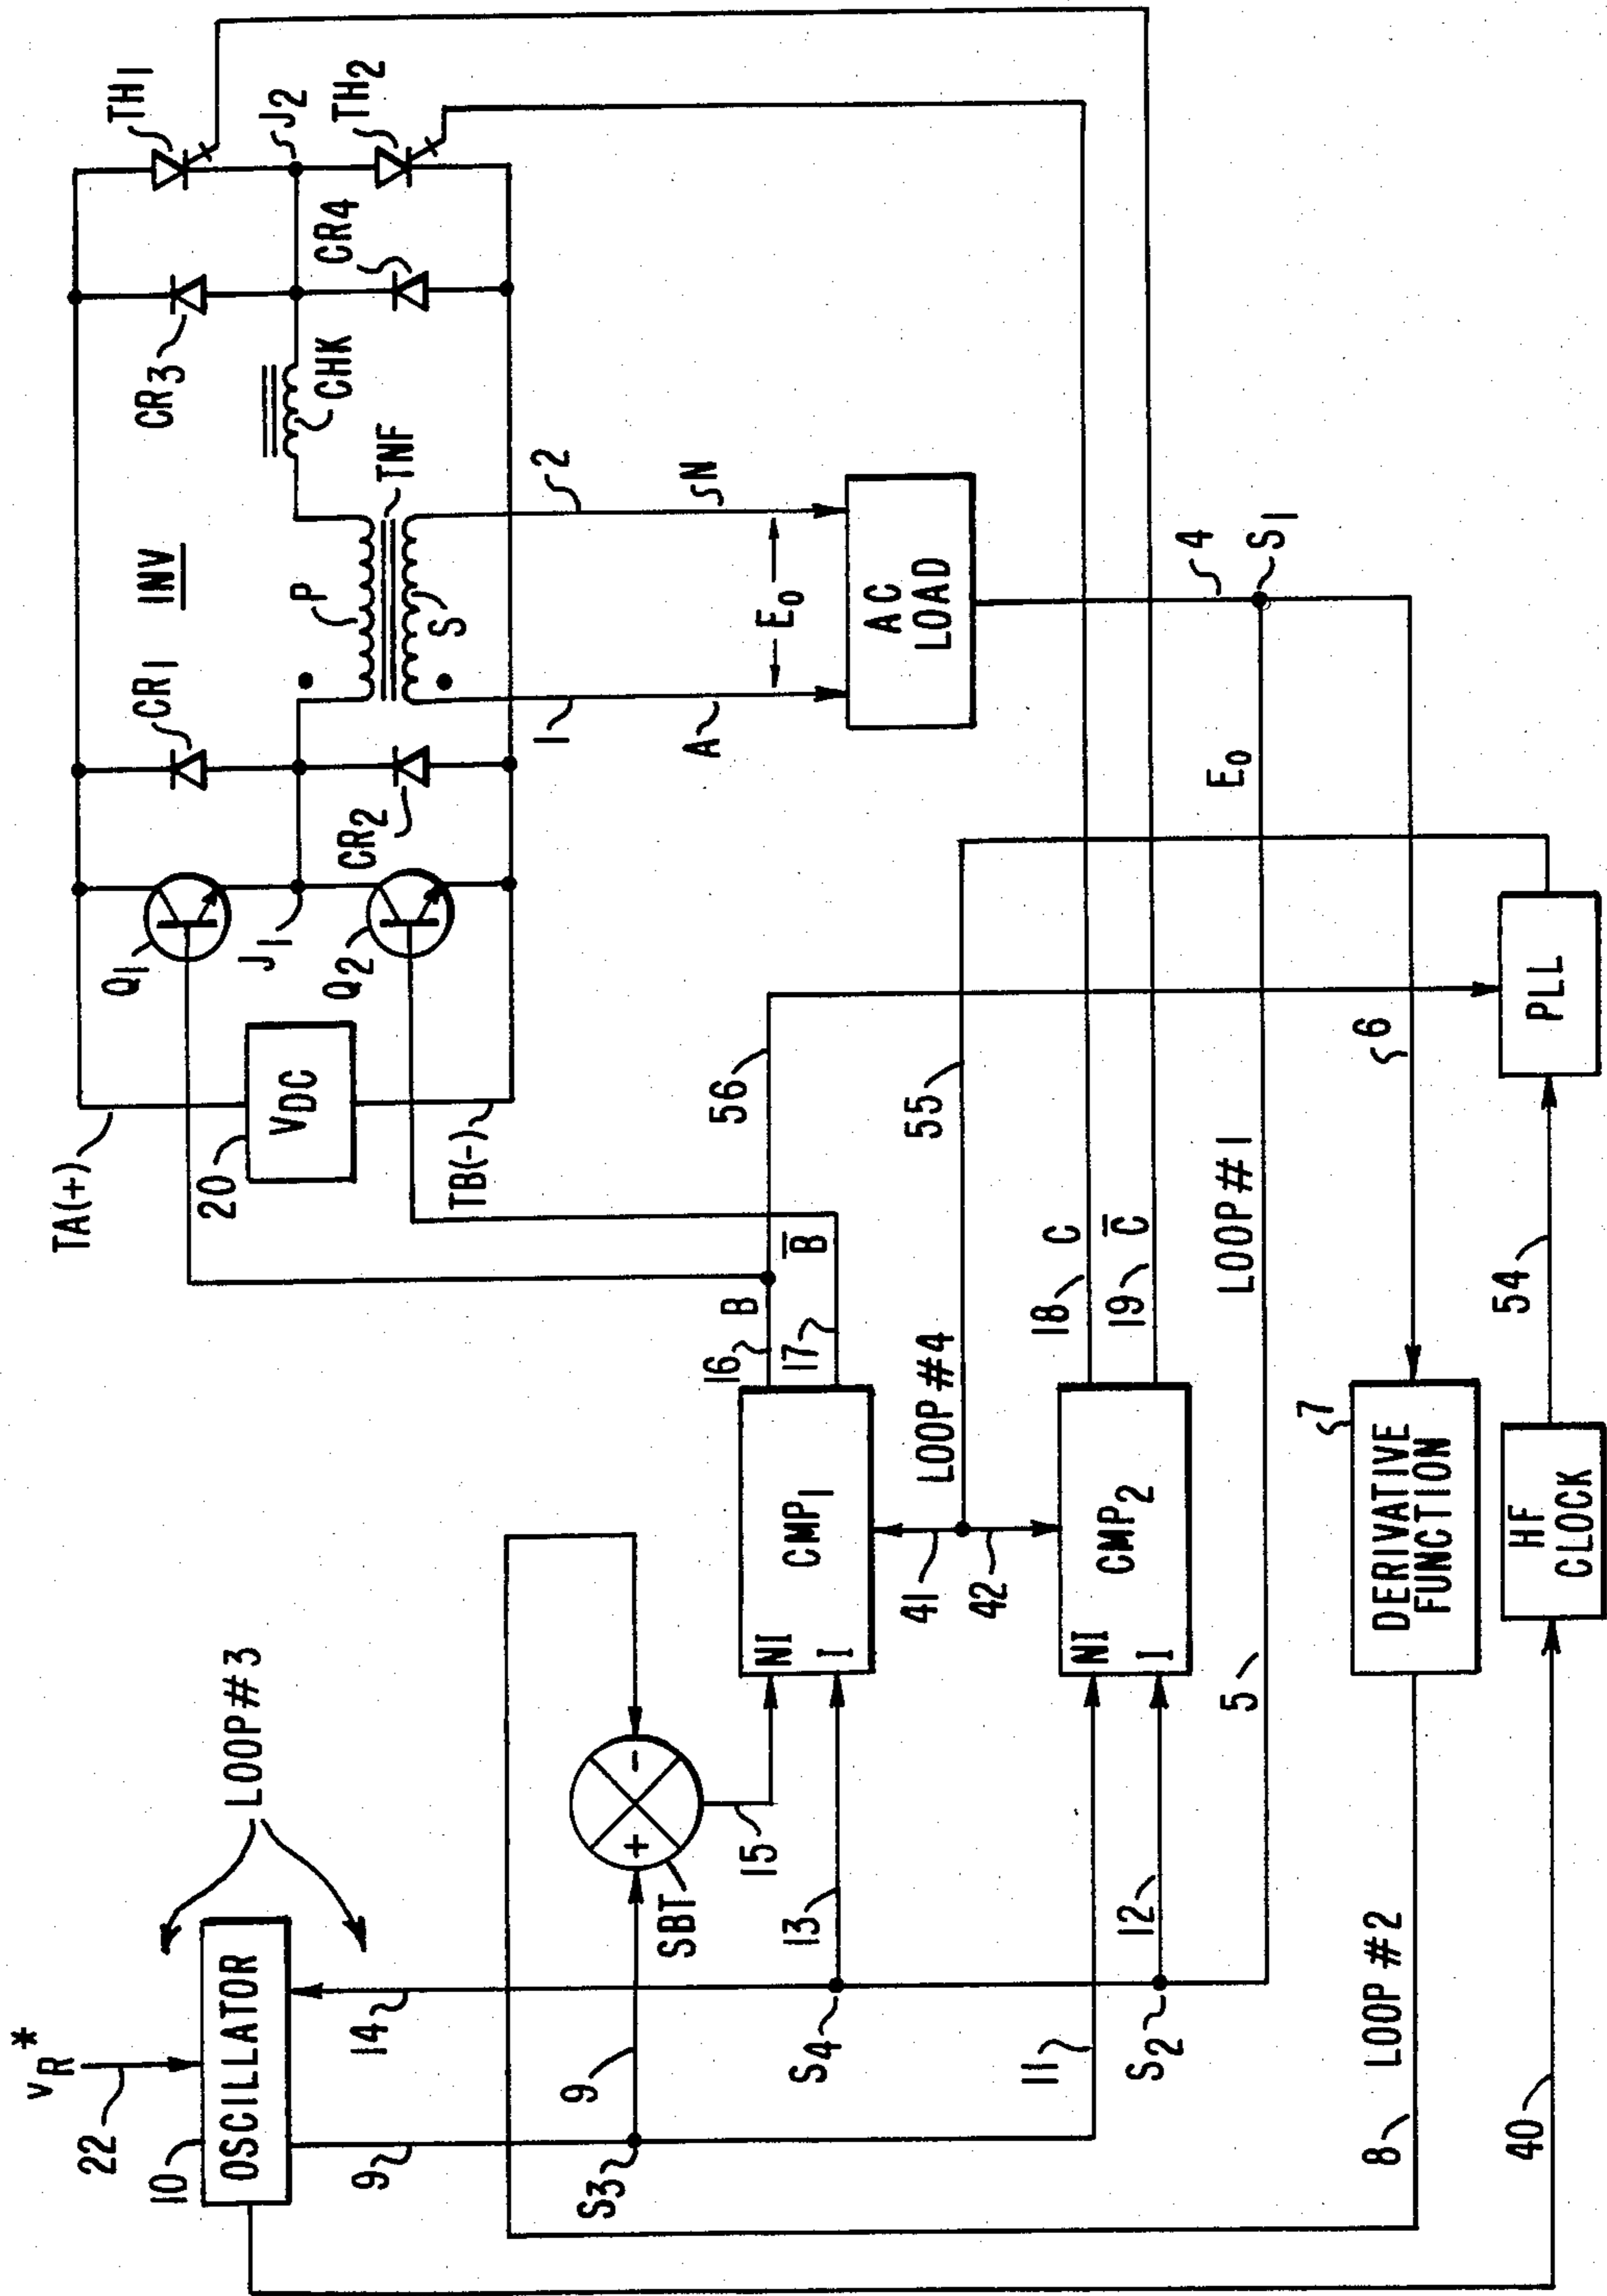 v_R*
22
10
OSCILLATOR
LOOP #3
14
9
9
S3
SBT
+
-
15
13
S4
11
12
S2
5
8
LOOP #2
40
NI
I
CMP1
NI
I
CMP2
41
42
LOOP #4
16
B
17
B̅
18
C
19
C̅
LOOP #1
7
DERIVATIVE
FUNCTION
HF
CLOCK
54
PLL
6
56
55
E0
4
S1
TA(+)
20
VDC
TB(-)
Q1
J1
Q2
CR1
CR2
INV
P
S
TNF
CHK
CR3
CR4
TH1
J2
TH2
1
A
2
N
E0
AC
LOAD